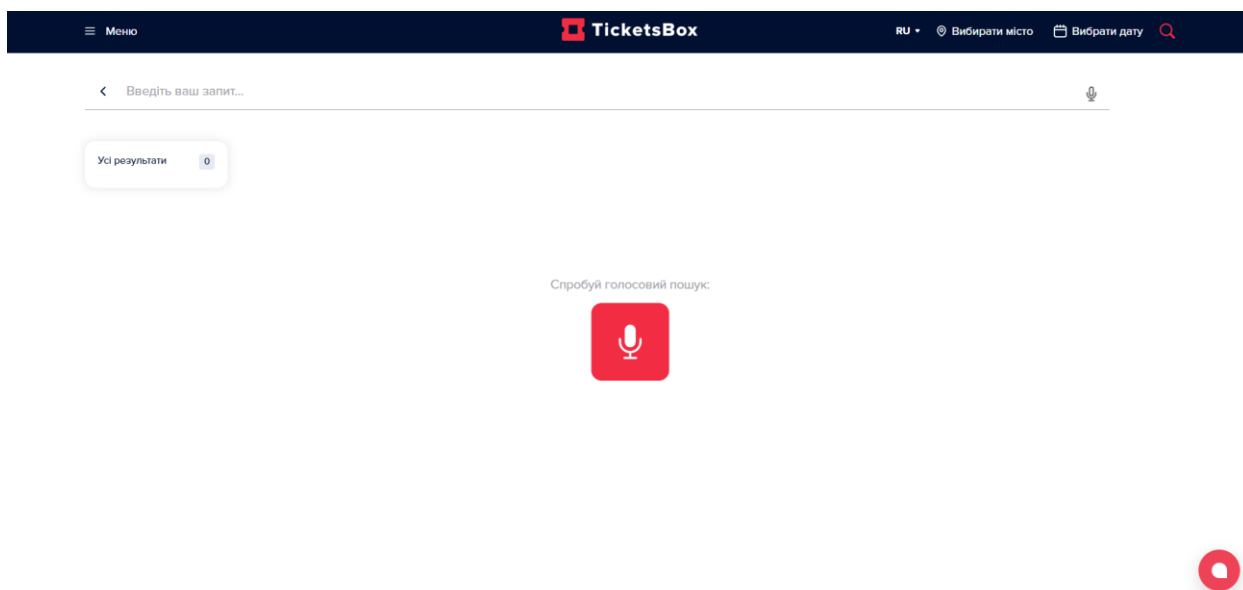 Меню
TicketsBox
RU
Вибирати місто
Вибрати дату
Введіть ваш запит...
Усі результати
0
Спробуй голосовий пошук: